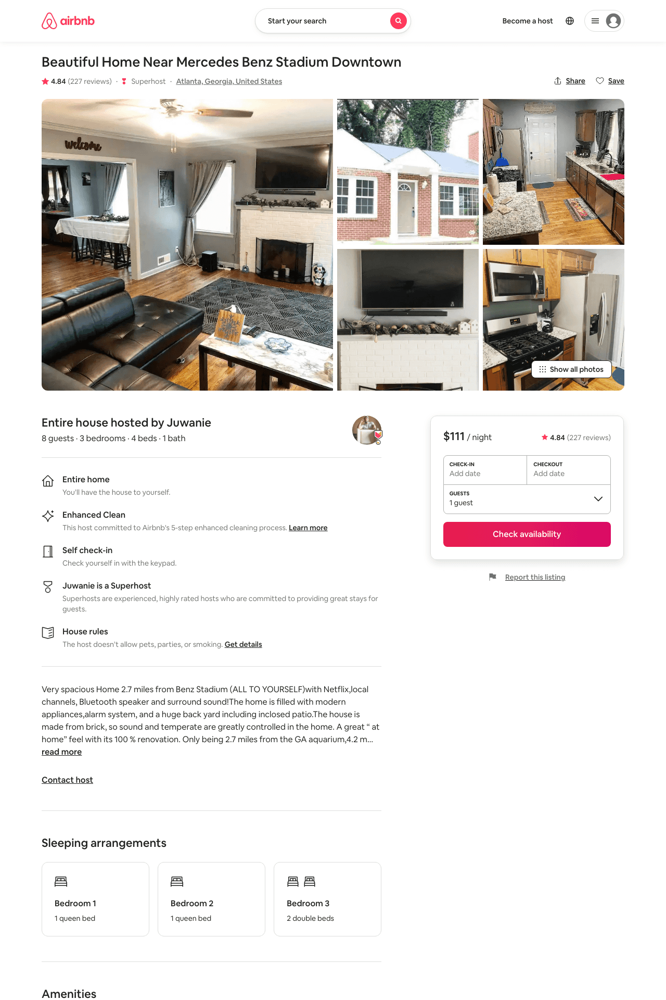 airbnb
Start your search
Become a host
Beautiful Home Near Mercedes Benz Stadium Downtown
4.84 (227 reviews) · Superhost · Atlanta, Georgia, United States
Share Save
welcome
Show all photos
Entire house hosted by Juwanie
8 guests · 3 bedrooms · 4 beds · 1 bath
Entire home
You’ll have the house to yourself.
Enhanced Clean
This host committed to Airbnb's 5-step enhanced cleaning process. Learn more
Self check-in
Check yourself in with the keypad.
Juwanie is a Superhost
Superhosts are experienced, highly rated hosts who are committed to providing great stays for
guests.
House rules
The host doesn’t allow pets, parties, or smoking. Get details
$111 / night
4.84 (227 reviews)
CHECK-IN
Add date
CHECKOUT
Add date
GUESTS
1 guest
Check availability
Report this listing
Very spacious Home 2.7 miles from Benz Stadium (ALL TO YOURSELF)with Netflix,local
channels, Bluetooth speaker and surround sound!The home is filled with modern
appliances,alarm system, and a huge back yard including inclosed patio.The house is
made from brick, so sound and temperate are greatly controlled in the home. A great “ at
home” feel with its 100 % renovation. Only being 2.7 miles from the GA aquarium,4.2 m…
read more
Contact host
Sleeping arrangements
Bedroom 1
1 queen bed
Bedroom 2
1 queen bed
Bedroom 3
2 double beds
Amenities